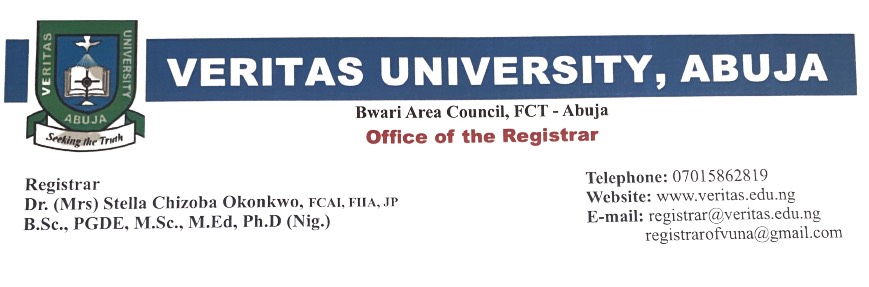 VERITAS UNIVERSITY
ABUJA
Seeking the Truth
VERITAS UNIVERSITY, ABUJA
Bwari Area Council, FCT - Abuja
Office of the Registrar
Registrar
Dr. (Mrs) Stella Chizoba Okonkwo, FCAI, FIIA, JP
B.Sc., PGDE, M.Sc., M.Ed, Ph.D (Nig.)
Telephone: 07015862819
Website: www.veritas.edu.ng
E-mail: registrar@veritas.edu.ng
registrarofvuna@gmail.com